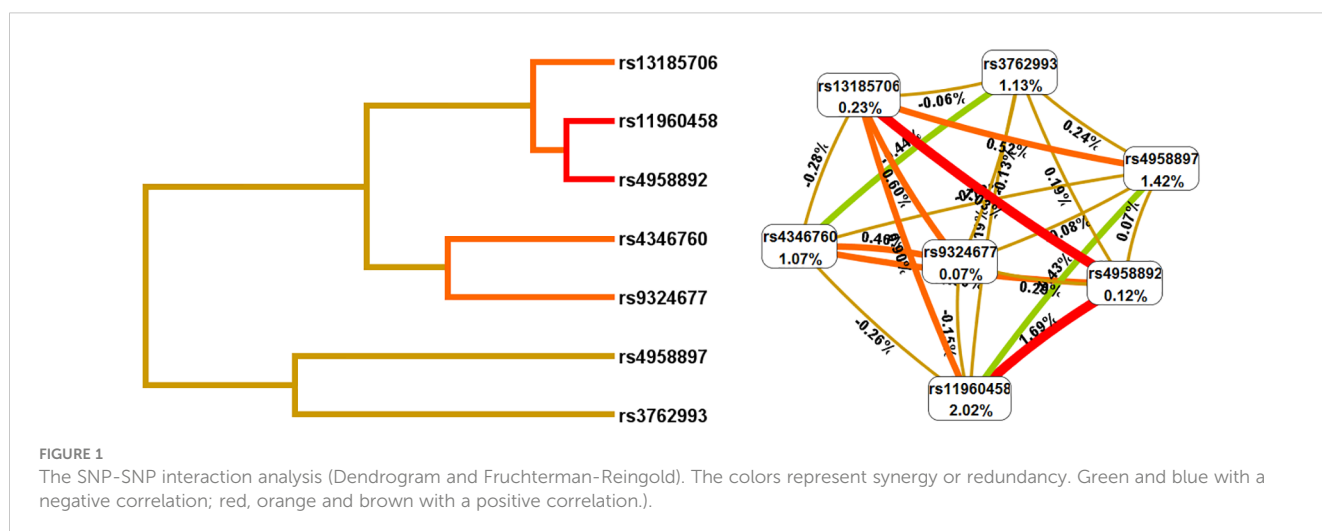 rs13185706
rs11960458
rs4958892
rs4346760
rs9324677
rs4958897
rs3762993
rs3762993
1.13%
rs13185706
0.23%
-0.06%
0.24%
rs4958897
1.42%
0.52%
-0.13%
-0.28%
0.60%
0.19%
0.07%
rs4346760
1.07%
rs9324677
0.07%
0.08%
rs4958892
0.12%
-0.26%
-0.15%
1.69%
rs11960458
2.02%
FIGURE 1
The SNP-SNP interaction analysis (Dendrogram and Fruchterman-Reingold). The colors represent synergy or redundancy. Green and blue with a
negative correlation; red, orange and brown with a positive correlation.).